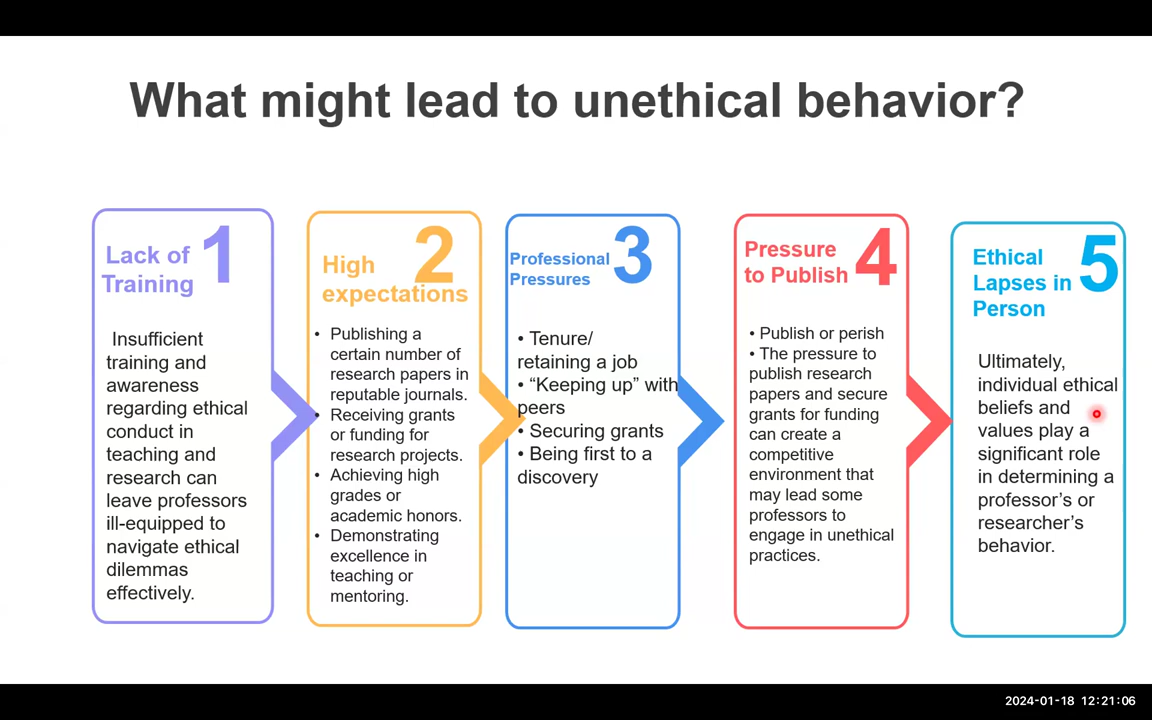 What might lead to unethical behavior?
Lack of
Training
1
Insufficient
training and
awareness
regarding ethical
conduct in
teaching and
research can
leave professors
ill-equipped to
navigate ethical
dilemmas
effectively.
High
expectations
2
• Publishing a
certain number of
research papers in
reputable journals.
• Receiving grants
or funding for
research projects.
• Achieving high
grades or
academic honors.
• Demonstrating
excellence in
teaching or
mentoring.
Professional
Pressures
3
• Tenure/
retaining a job
• “Keeping up” with
peers
• Securing grants
• Being first to a
discovery
Pressure
to Publish
4
• Publish or perish
• The pressure to
publish research
papers and secure
grants for funding
can create a
competitive
environment that
may lead some
professors to
engage in unethical
practices.
Ethical
Lapses in
Person
5
Ultimately,
individual ethical
beliefs and
values play a
significant role
in determining a
professor’s or
researcher’s
behavior.
2024-01-18 12:21:06